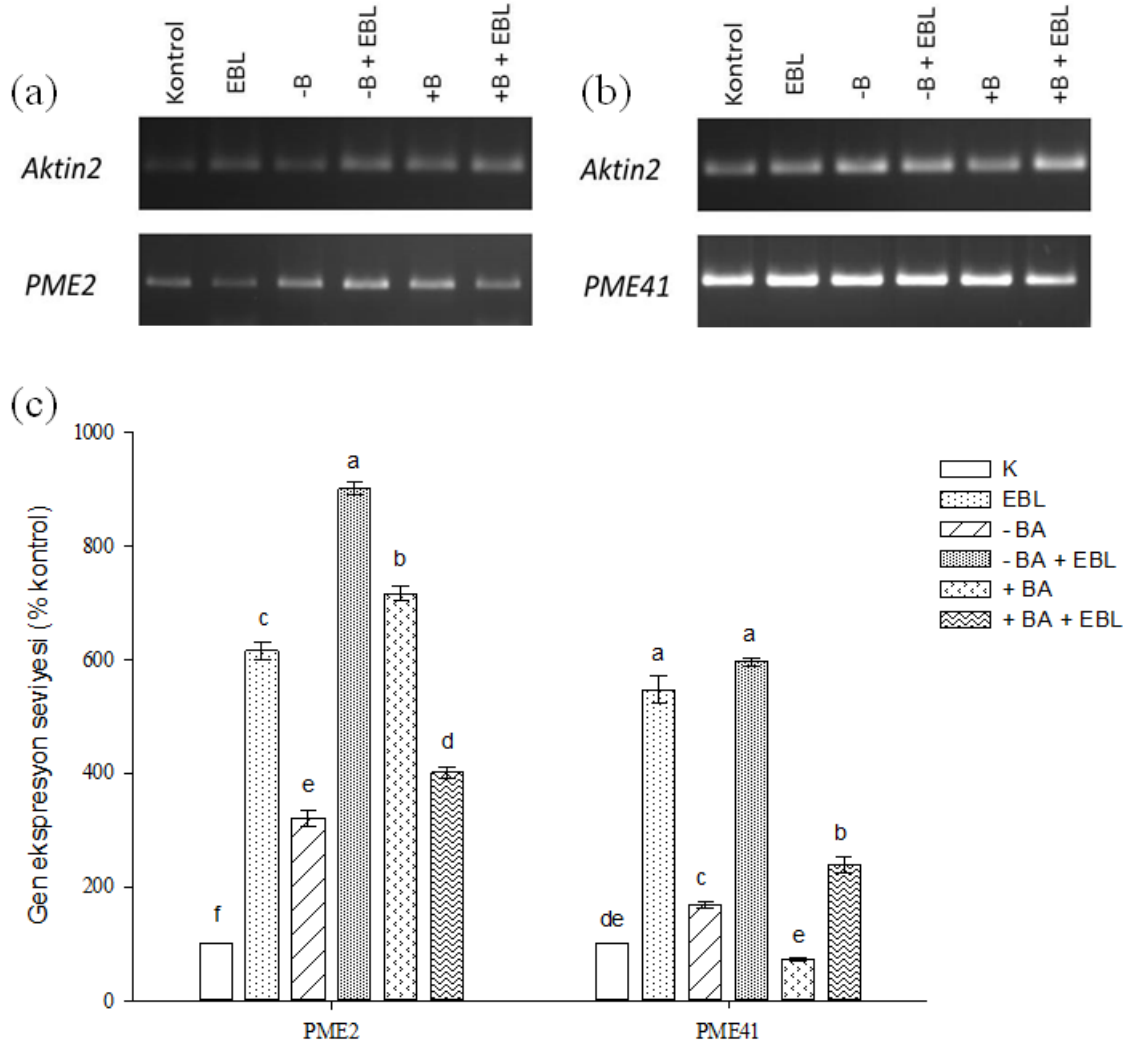 (a)
Kontrol
EBL
-B
-B + EBL
+B
+B + EBL
Aktin2
PME2
(b)
Kontrol
EBL
-B
-B + EBL
+B
+B + EBL
Aktin2
PME41
(c)
Gen ekspresyon seviyesi (% kontrol)
1000
800
600
400
200
0
f
c
e
a
b
d
de
a
c
a
e
b
PME2
PME41
K
EBL
- BA
- BA + EBL
+ BA
+ BA + EBL